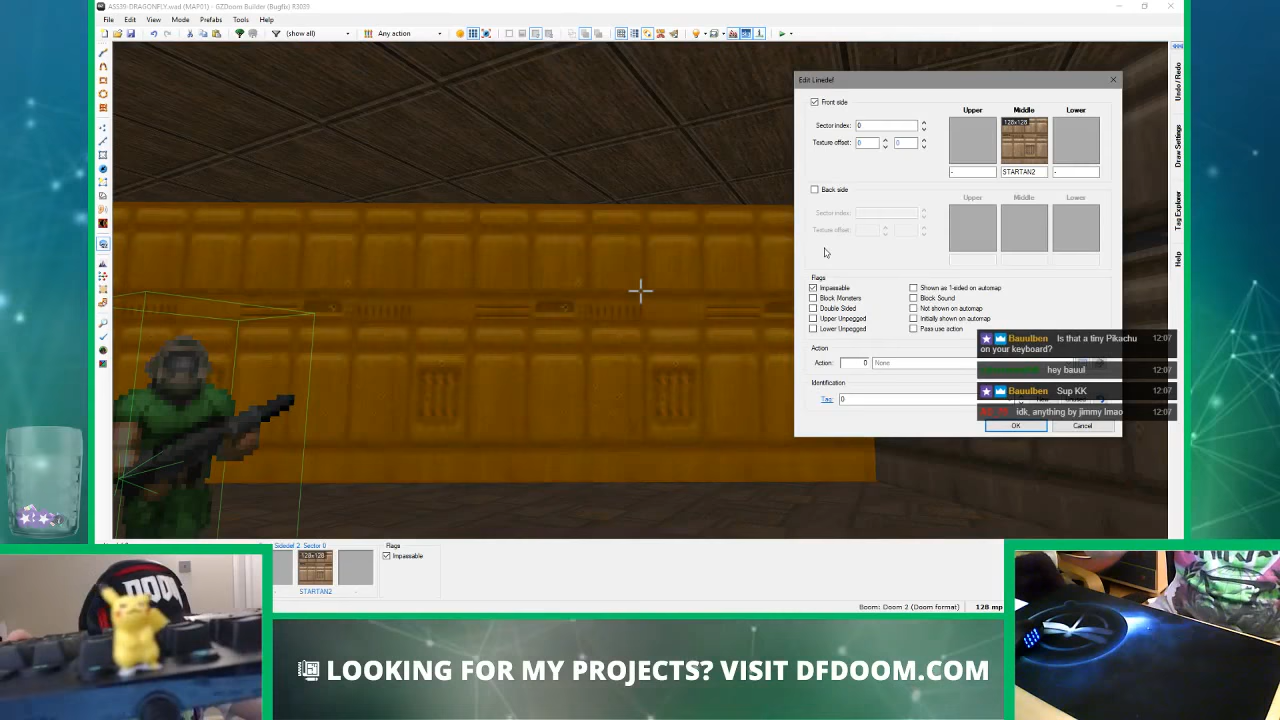 ASS39-DRAGONFLY.wad (MAP01) - GZDoom Builder (Bugfix) R3039
File Edit View Mode Prefabs Tools Help
(show all) Any action
Undo / Redo
Draw Settings
Tag Explorer
Help
Edit Linedef
Front side
Upper Middle Lower
Sector index: 0
128x128
Texture offset: 0 0
- STARTAN2 -
Back side
Upper Middle Lower
Sector index:
Texture offset:
Flags
Impassable
Block Monsters
Double Sided
Upper Unpegged
Lower Unpegged
Shown as 1-sided on automap
Block Sound
Not shown on automap
Initially shown on automap
Pass use action
Action
Action: 0 None
Identification
Tag: 0
OK Cancel
Bauulben Is that a tiny Pikachu 12:07
on your keyboard?
hey bauul 12:07
Bauulben Sup KK 12:07
idk, anything by jimmy lmao 12:07
Sidedef 2, Sector 0
128x128
- STARTAN2 -
Flags
Impassable
Boom: Doom 2 (Doom format) 128 mp
DOOM
LOOKING FOR MY PROJECTS? VISIT DFDOOM.COM